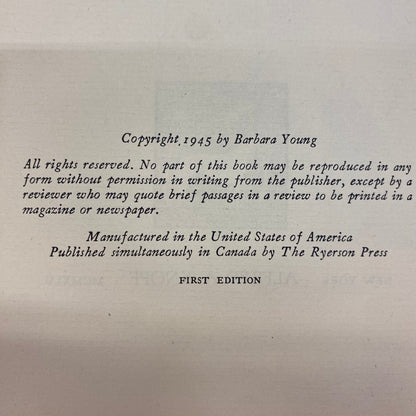 Copyright 1945 by Barbara Young
All rights reserved. No part of this book may be reproduced in any
form without permission in writing from the publisher, except by a
reviewer who may quote brief passages in a review to be printed in a
magazine or newspaper.
Manufactured in the United States of America
Published simultaneously in Canada by The Ryerson Press
FIRST EDITION